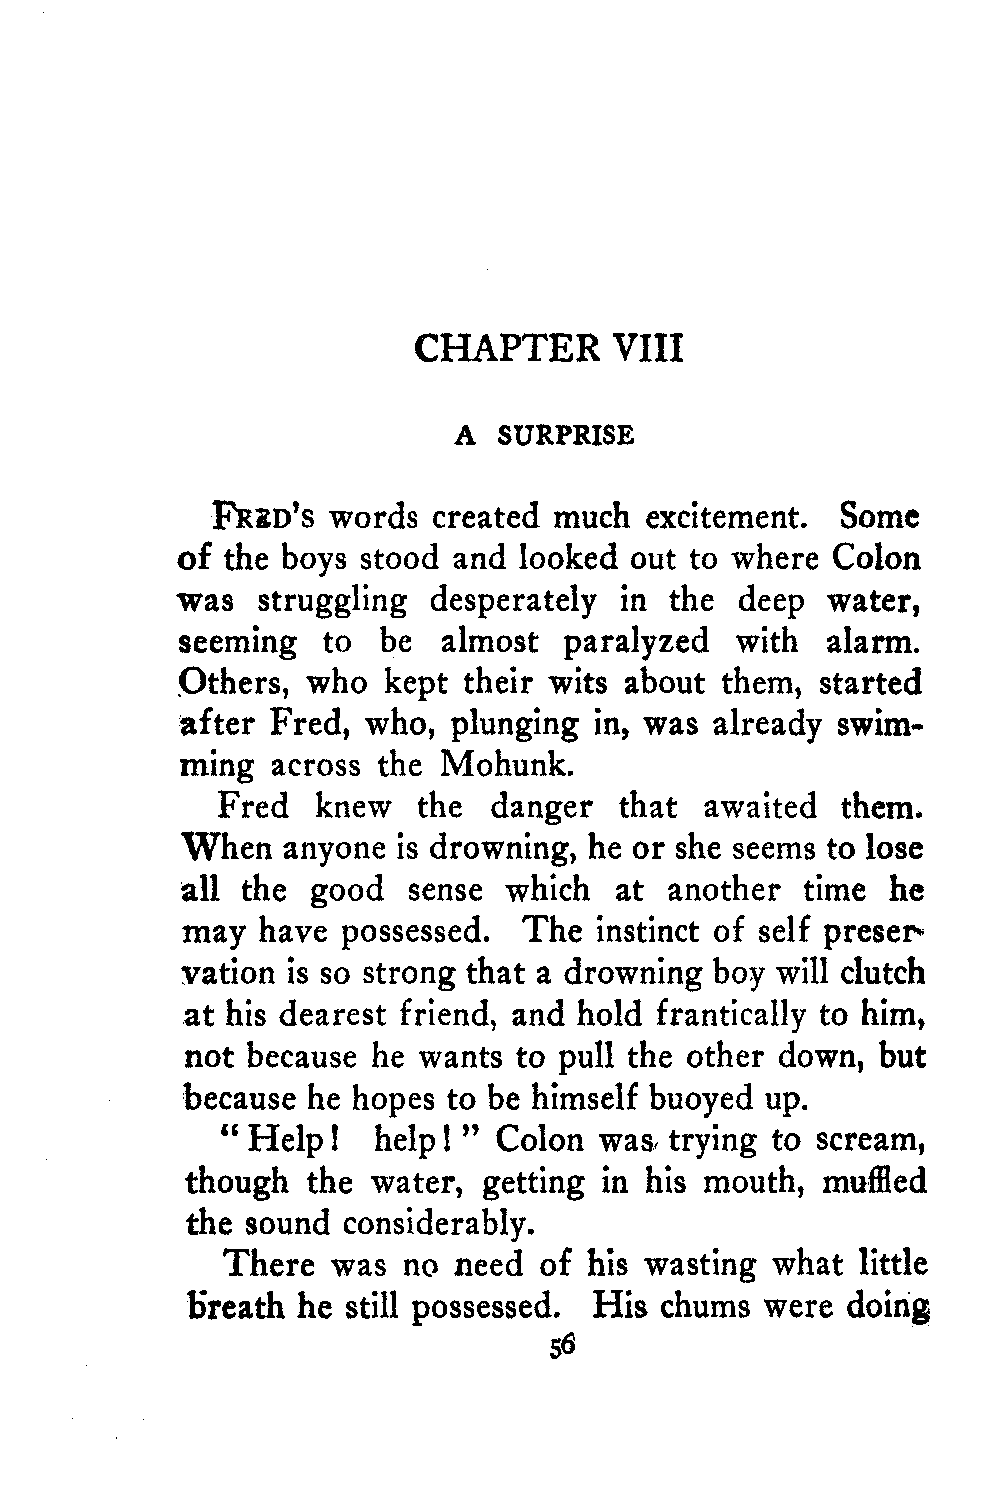 CHAPTER VIII
A SURPRISE
FRED'S words created much excitement. Some
of the boys stood and looked out to where Colon
was struggling desperately in the deep water,
seeming to be almost paralyzed with alarm.
Others, who kept their wits about them, started
after Fred, who, plunging in, was already swim-
ming across the Mohunk.
Fred knew the danger that awaited them.
When anyone is drowning, he or she seems to lose
all the good sense which at another time he
may have possessed. The instinct of self preser-
vation is so strong that a drowning boy will clutch
at his dearest friend, and hold frantically to him,
not because he wants to pull the other down, but
because he hopes to be himself buoyed up.
"Help! help!" Colon was trying to scream,
though the water, getting in his mouth, muffled
the sound considerably.
There was no need of his wasting what little
breath he still possessed. His chums were doing
56